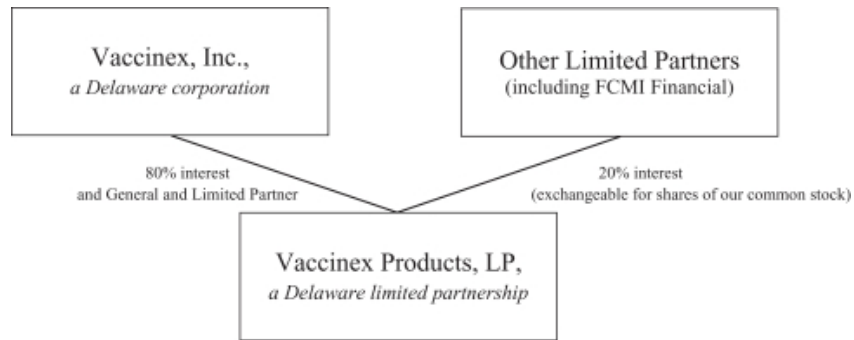 Vaccinex, Inc.,
a Delaware corporation
Other Limited Partners
(including FCMI Financial)
80% interest
and General and Limited Partner
20% interest
(exchangeable for shares of our common stock)
Vaccinex Products, LP,
a Delaware limited partnership